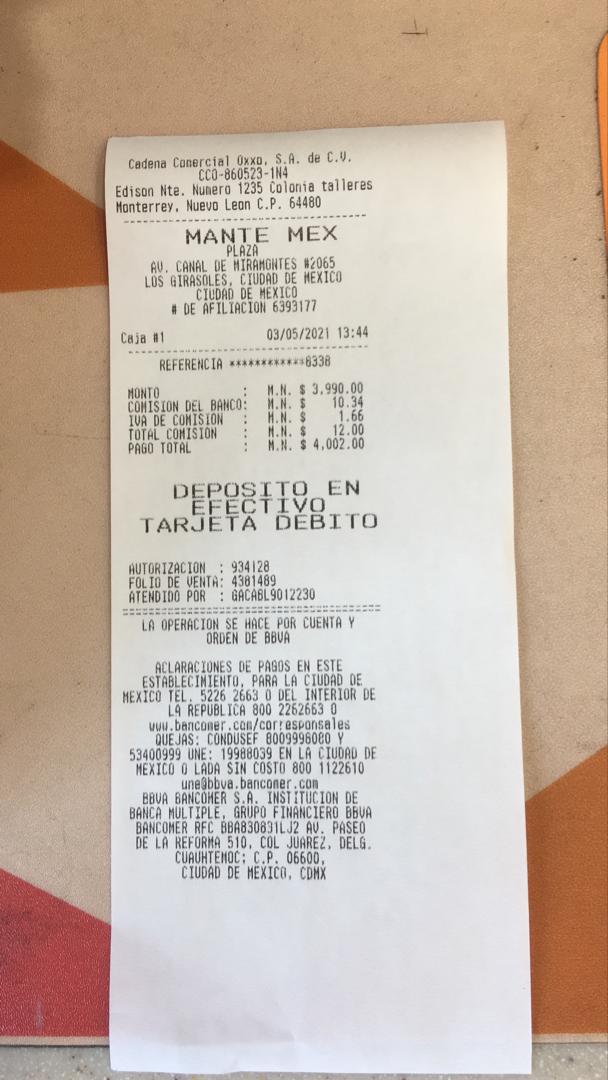 Cadena Comercial Oxxo, S.A. de C.V.
CCO-860523-1N4
Edison Nte. Numero 1235 Colonia talleres
Monterrey, Nuevo Leon C.P. 64480
----------------------------------------
MANTE MEX
PLAZA
AV. CANAL DE MIRAMONTES #2065
LOS GIRASOLES, CIUDAD DE MEXICO
CIUDAD DE MEXICO
# DE AFILIACION 6393177
Caja #1 03/05/2021 13:44
----------------------------------------
REFERENCIA ************6338
MONTO : M.N. $ 3,990.00
COMISION DEL BANCO: M.N. $ 10.34
IVA DE COMISION : M.N. $ 1.66
TOTAL COMISION : M.N. $ 12.00
PAGO TOTAL : M.N. $ 4,002.00
DEPOSITO EN
EFECTIVO
TARJETA DEBITO
AUTORIZACION : 934128
FOLIO DE VENTA: 4381489
ATENDIDO POR : GACABL9012230
========================================
LA OPERACION SE HACE POR CUENTA Y
ORDEN DE BBVA
ACLARACIONES DE PAGOS EN ESTE
ESTABLECIMIENTO, PARA LA CIUDAD DE
MEXICO TEL. 5226 2663 O DEL INTERIOR DE
LA REPUBLICA 800 2262663 O
www.bancomer.com/corresponsales
QUEJAS: CONDUSEF 8009998080 Y
53400999 UNE: 19988039 EN LA CIUDAD DE
MEXICO O LADA SIN COSTO 800 1122610
une@bbva.bancomer.com
BBVA BANCOMER S.A. INSTITUCION DE
BANCA MULTIPLE, GRUPO FINANCIERO BBVA
BANCOMER RFC BBA830831LJ2 AV. PASEO
DE LA REFORMA 510, COL JUAREZ, DELG.
CUAUHTEMOC; C.P. 06600,
CIUDAD DE MEXICO, CDMX